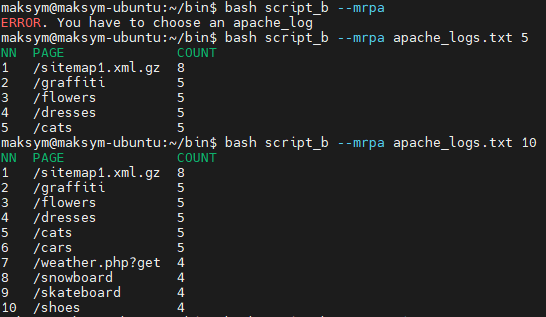 maksym@maksym-ubuntu:~/bin$ bash script_b --mrpa
ERROR. You have to choose an apache_log
maksym@maksym-ubuntu:~/bin$ bash script_b --mrpa apache_logs.txt 5
NN PAGE COUNT
1 /sitemap1.xml.gz 8
2 /graffiti 5
3 /flowers 5
4 /dresses 5
5 /cats 5
maksym@maksym-ubuntu:~/bin$ bash script_b --mrpa apache_logs.txt 10
NN PAGE COUNT
1 /sitemap1.xml.gz 8
2 /graffiti 5
3 /flowers 5
4 /dresses 5
5 /cats 5
6 /cars 5
7 /weather.php?get 4
8 /snowboard 4
9 /skateboard 4
10 /shoes 4